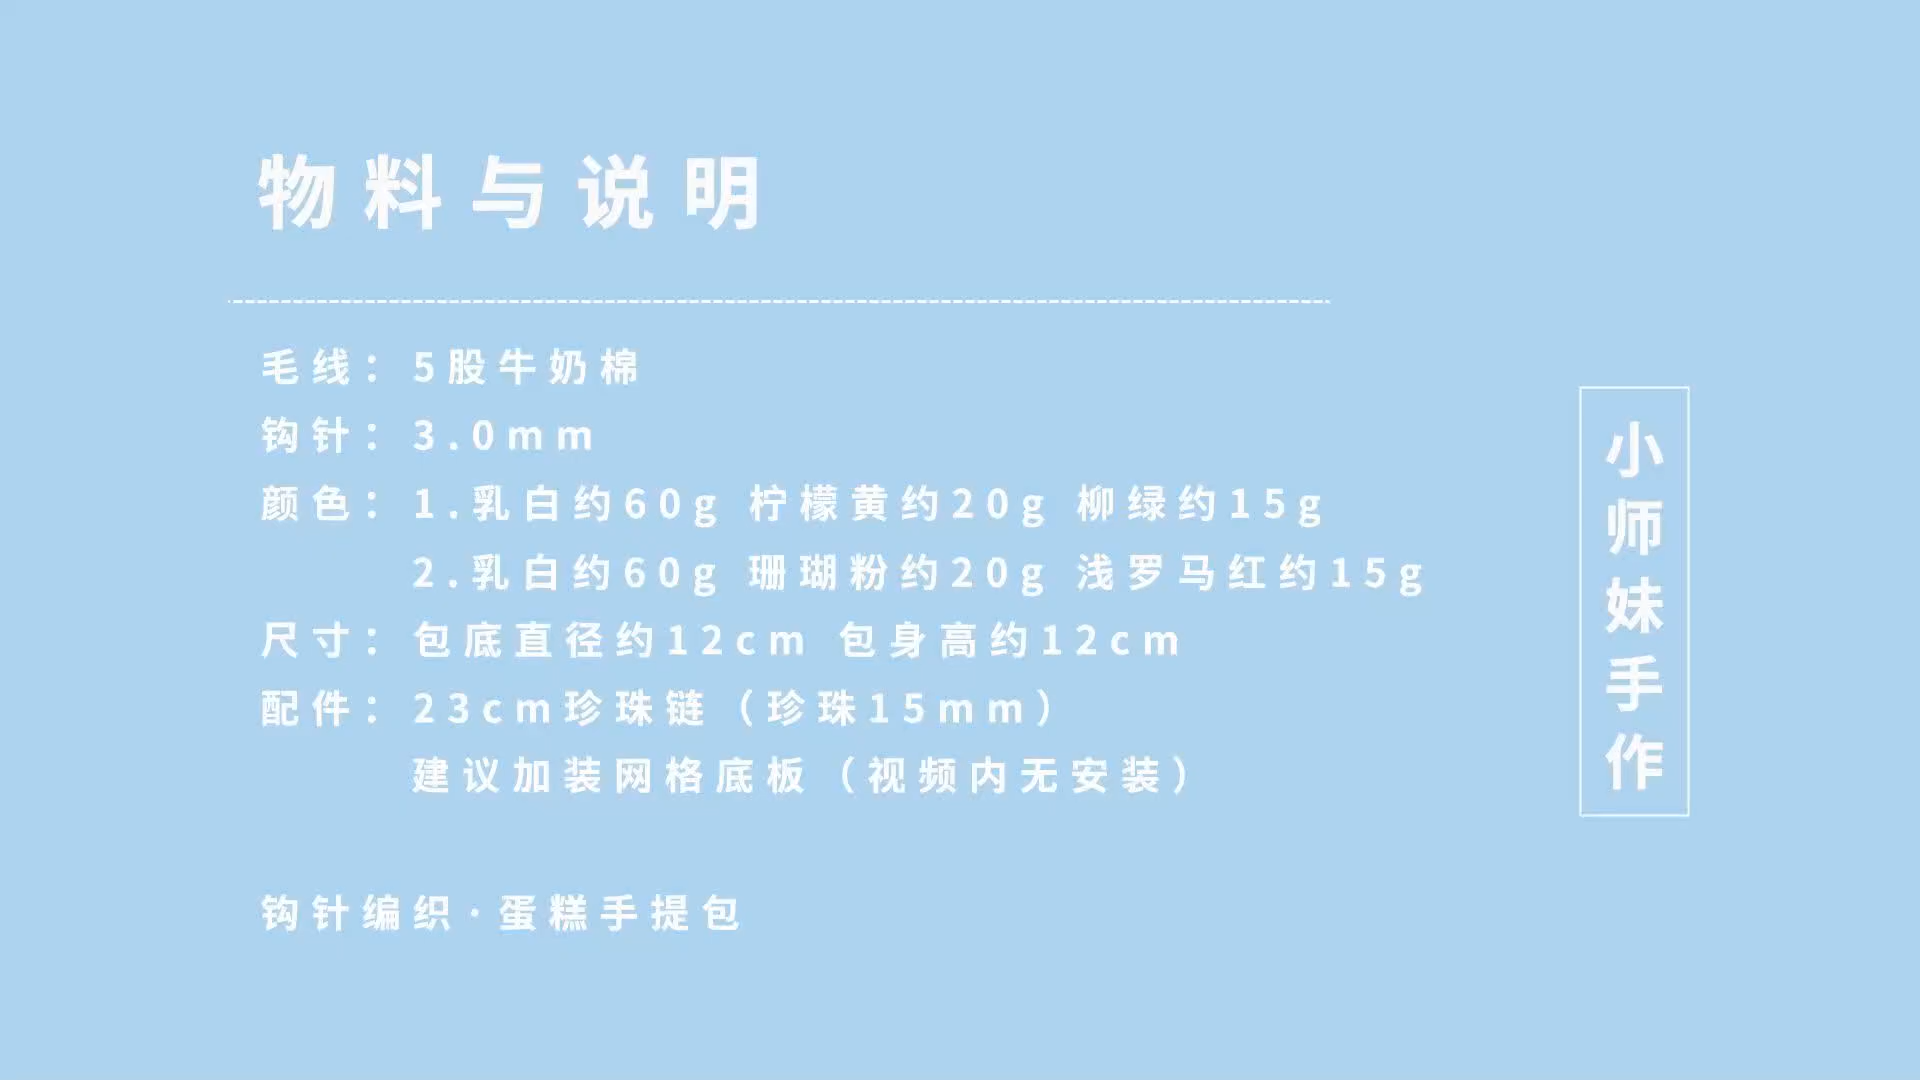 物料与说明
毛线：5股牛奶棉
钩针：3.0mm
颜色：1.乳白约60g 柠檬黄约20g 柳绿约15g
2.乳白约60g 珊瑚粉约20g 浅罗马红约15g
尺寸：包底直径约12cm 包身高约12cm
配件：23cm珍珠链（珍珠15mm）
建议加装网格底板（视频内无安装）
钩针编织·蛋糕手提包
小师妹手作